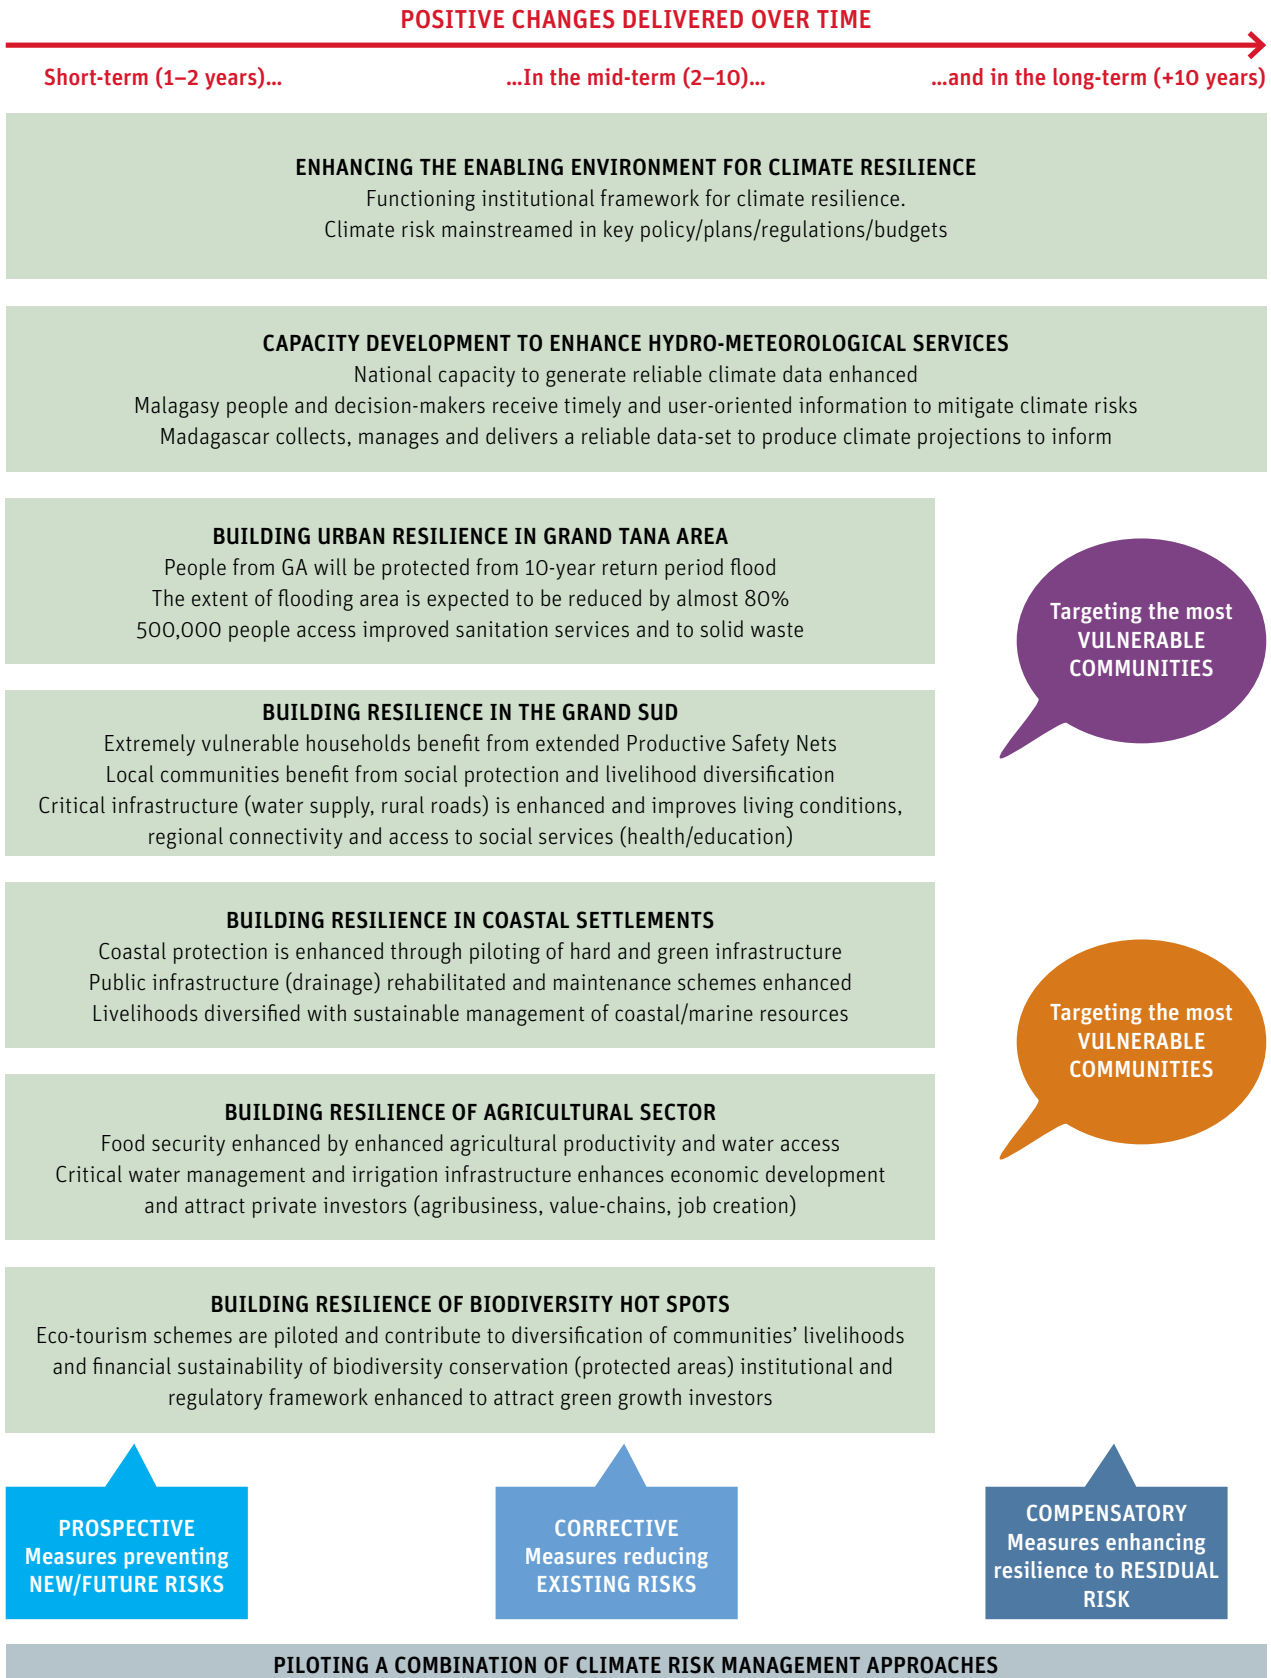 POSITIVE CHANGES DELIVERED OVER TIME
Short-term (1–2 years)...
...In the mid-term (2–10)...
...and in the long-term (+10 years)
ENHANCING THE ENABLING ENVIRONMENT FOR CLIMATE RESILIENCE
Functioning institutional framework for climate resilience.
Climate risk mainstreamed in key policy/plans/regulations/budgets
CAPACITY DEVELOPMENT TO ENHANCE HYDRO-METEOROLOGICAL SERVICES
National capacity to generate reliable climate data enhanced
Malagasy people and decision-makers receive timely and user-oriented information to mitigate climate risks
Madagascar collects, manages and delivers a reliable data-set to produce climate projections to inform
BUILDING URBAN RESILIENCE IN GRAND TANA AREA
People from GA will be protected from 10-year return period flood
The extent of flooding area is expected to be reduced by almost 80%
500,000 people access improved sanitation services and to solid waste
Targeting the most
VULNERABLE
COMMUNITIES
BUILDING RESILIENCE IN THE GRAND SUD
Extremely vulnerable households benefit from extended Productive Safety Nets
Local communities benefit from social protection and livelihood diversification
Critical infrastructure (water supply, rural roads) is enhanced and improves living conditions,
regional connectivity and access to social services (health/education)
BUILDING RESILIENCE IN COASTAL SETTLEMENTS
Coastal protection is enhanced through piloting of hard and green infrastructure
Public infrastructure (drainage) rehabilitated and maintenance schemes enhanced
Livelihoods diversified with sustainable management of coastal/marine resources
Targeting the most
VULNERABLE
COMMUNITIES
BUILDING RESILIENCE OF AGRICULTURAL SECTOR
Food security enhanced by enhanced agricultural productivity and water access
Critical water management and irrigation infrastructure enhances economic development
and attract private investors (agribusiness, value-chains, job creation)
BUILDING RESILIENCE OF BIODIVERSITY HOT SPOTS
Eco-tourism schemes are piloted and contribute to diversification of communities’ livelihoods
and financial sustainability of biodiversity conservation (protected areas) institutional and
regulatory framework enhanced to attract green growth investors
PROSPECTIVE
Measures preventing
NEW/FUTURE RISKS
CORRECTIVE
Measures reducing
EXISTING RISKS
COMPENSATORY
Measures enhancing
resilience to RESIDUAL
RISK
PILOTING A COMBINATION OF CLIMATE RISK MANAGEMENT APPROACHES